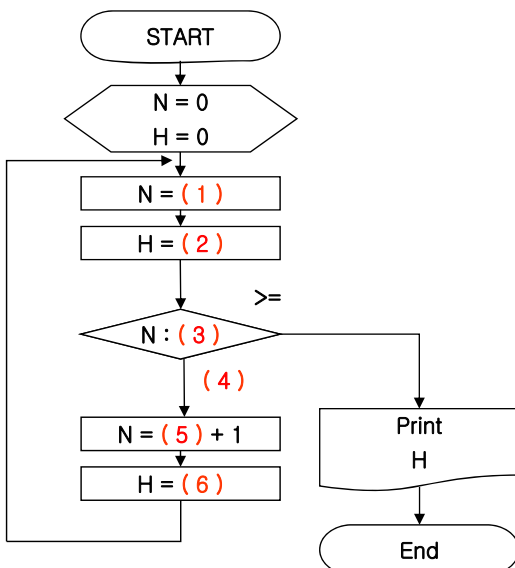 START
N = 0
H = 0
N = ( 1 )
H = ( 2 )
>=
N : ( 3 )
( 4 )
N = ( 5 ) + 1
H = ( 6 )
Print
H
End